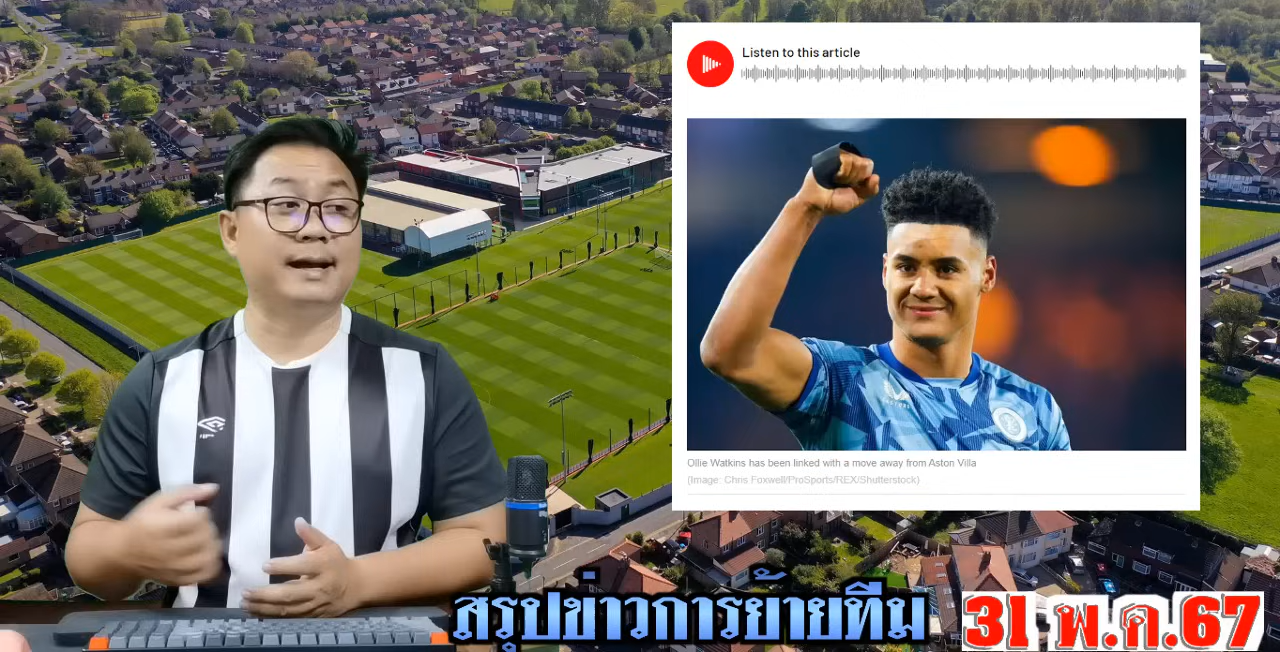 Listen to this article
Ollie Watkins has been linked with a move away from Aston Villa
(Image: Chris Foxwell/ProSports/REX/Shutterstock)
สรุปข่าวการย้ายทีม 31 พ.ค.67